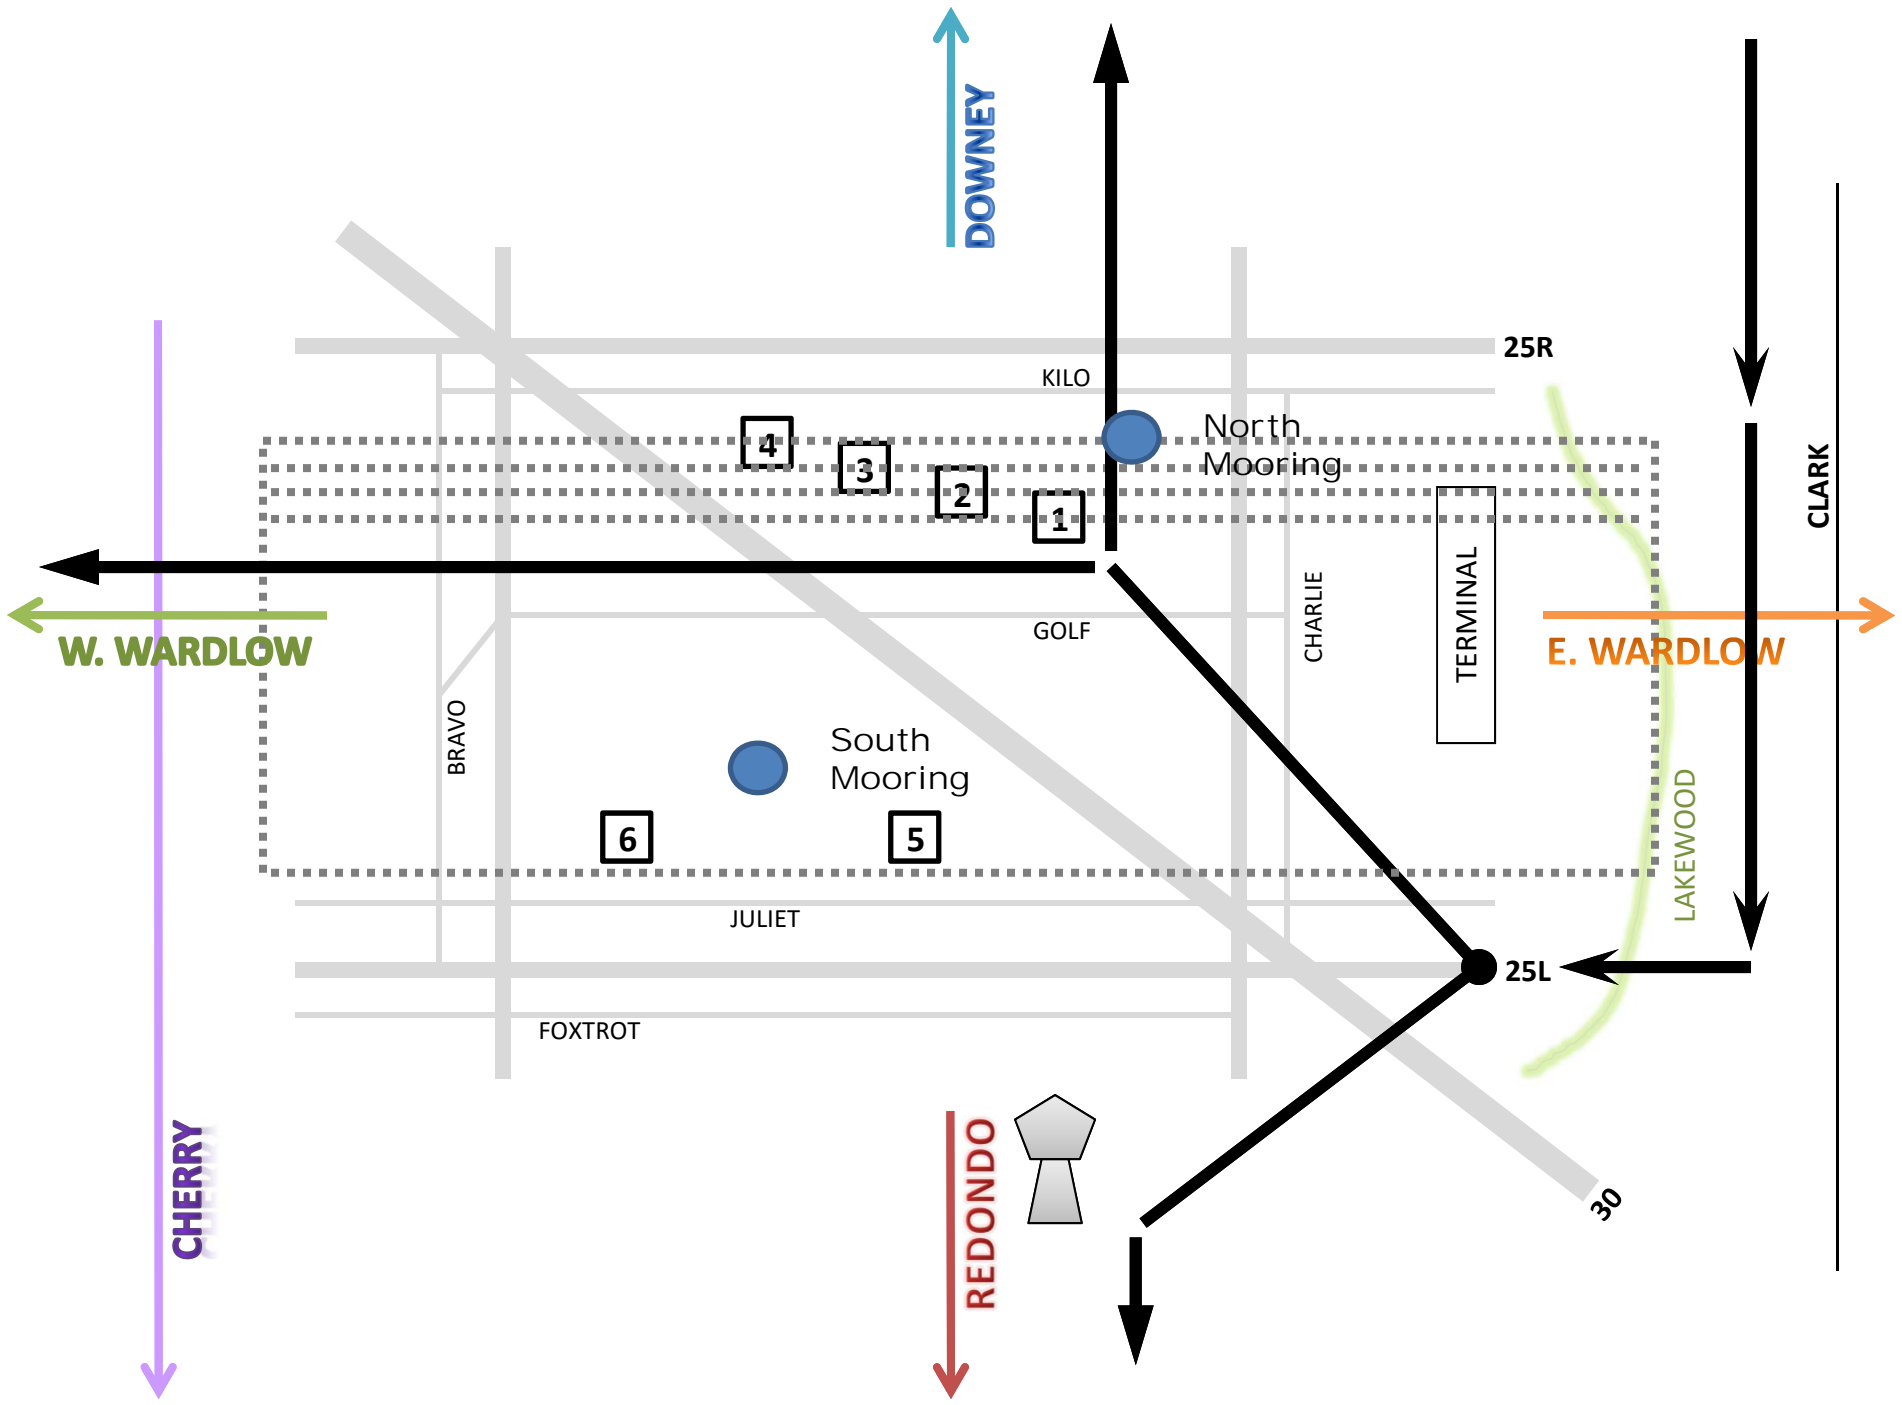 DOWNEY
25R
KILO
North
Mooring
4
3
2
1
CLARK
W. WARDLOW
GOLF
CHARLIE
TERMINAL
E. WARDLOW
BRAVO
South
Mooring
6
5
LAKEWOOD
JULIET
25L
FOXTROT
CHERRY
REDONDO
30